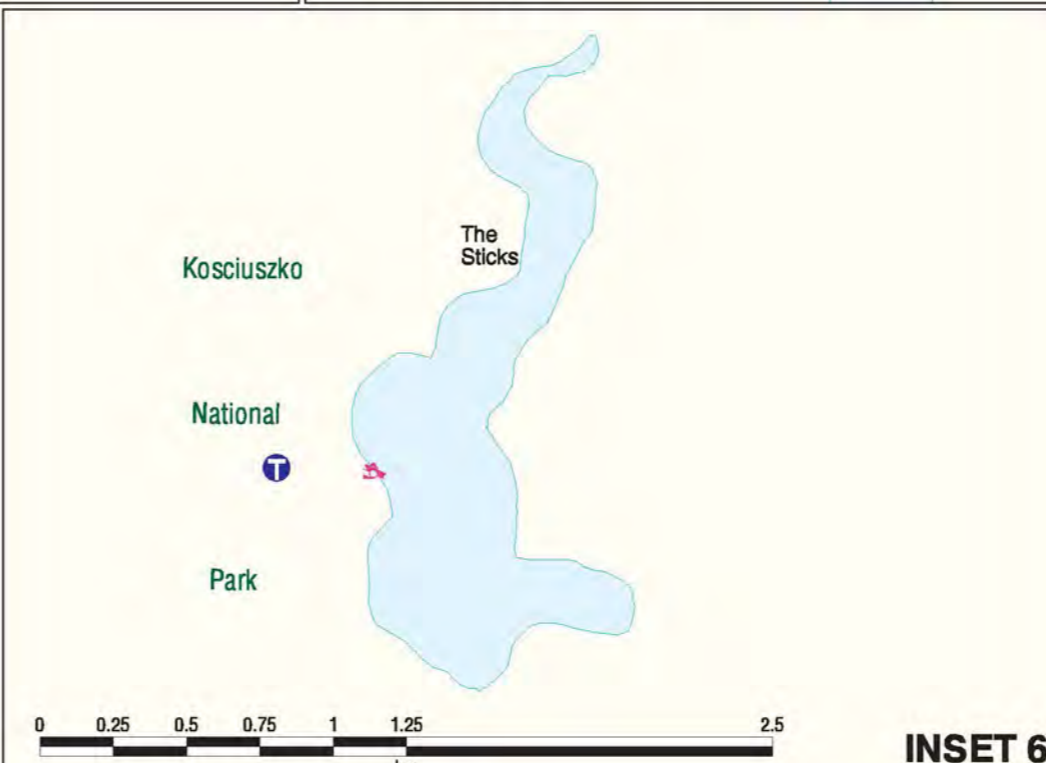 The
Sticks
Kosciuszko
National
T
Park
0 0.25 0.5 0.75 1 1.25 2.5
INSET 6